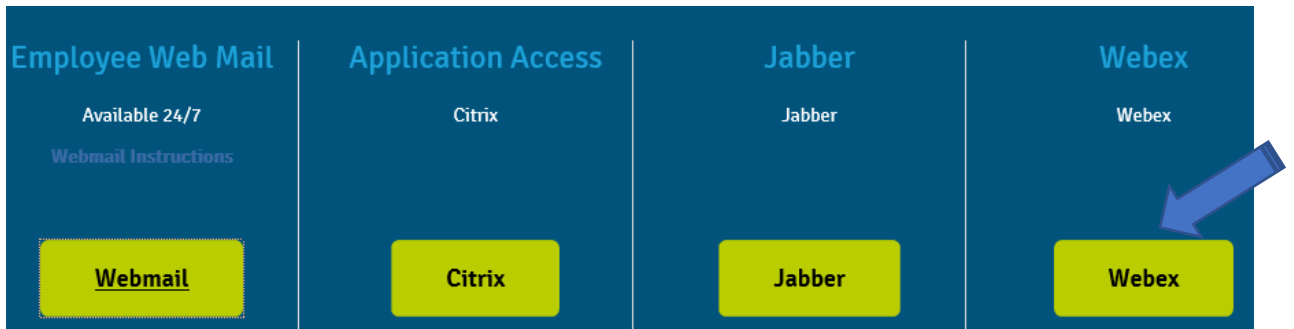 Employee Web Mail
Available 24/7
Webmail Instructions
Webmail
Application Access
Citrix
Citrix
Jabber
Jabber
Jabber
Webex
Webex
Webex